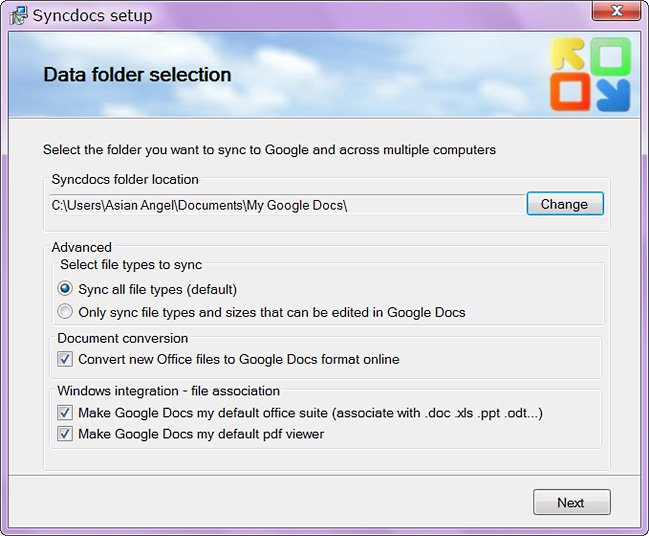 Syncdocs setup
Data folder selection
Select the folder you want to sync to Google and across multiple computers
Syncdocs folder location
C:\Users\Asian Angel\Documents\My Google Docs\
Change
Advanced
Select file types to sync
Sync all file types (default)
Only sync file types and sizes that can be edited in Google Docs
Document conversion
Convert new Office files to Google Docs format online
Windows integration - file association
Make Google Docs my default office suite (associate with .doc .xls .ppt .odt...)
Make Google Docs my default pdf viewer
Next